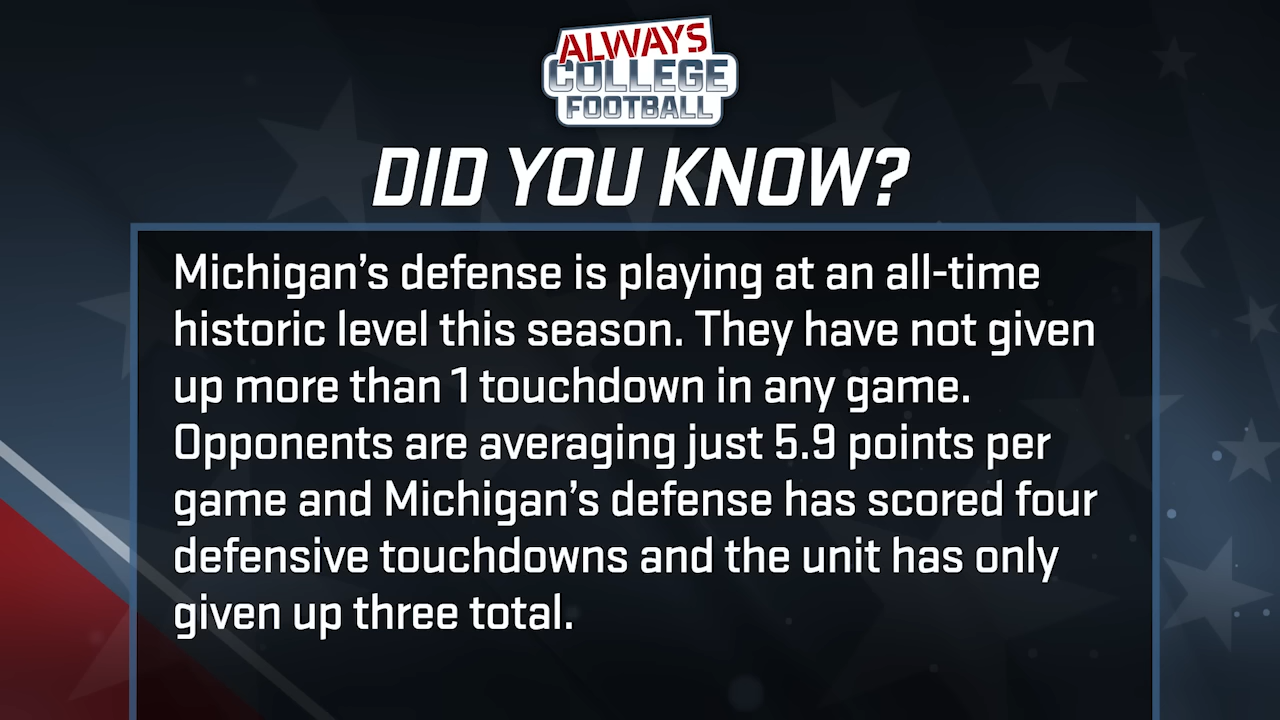 ALWAYS
COLLEGE
FOOTBALL
DID YOU KNOW?
Michigan’s defense is playing at an all-time
historic level this season. They have not given
up more than 1 touchdown in any game.
Opponents are averaging just 5.9 points per
game and Michigan’s defense has scored four
defensive touchdowns and the unit has only
given up three total.